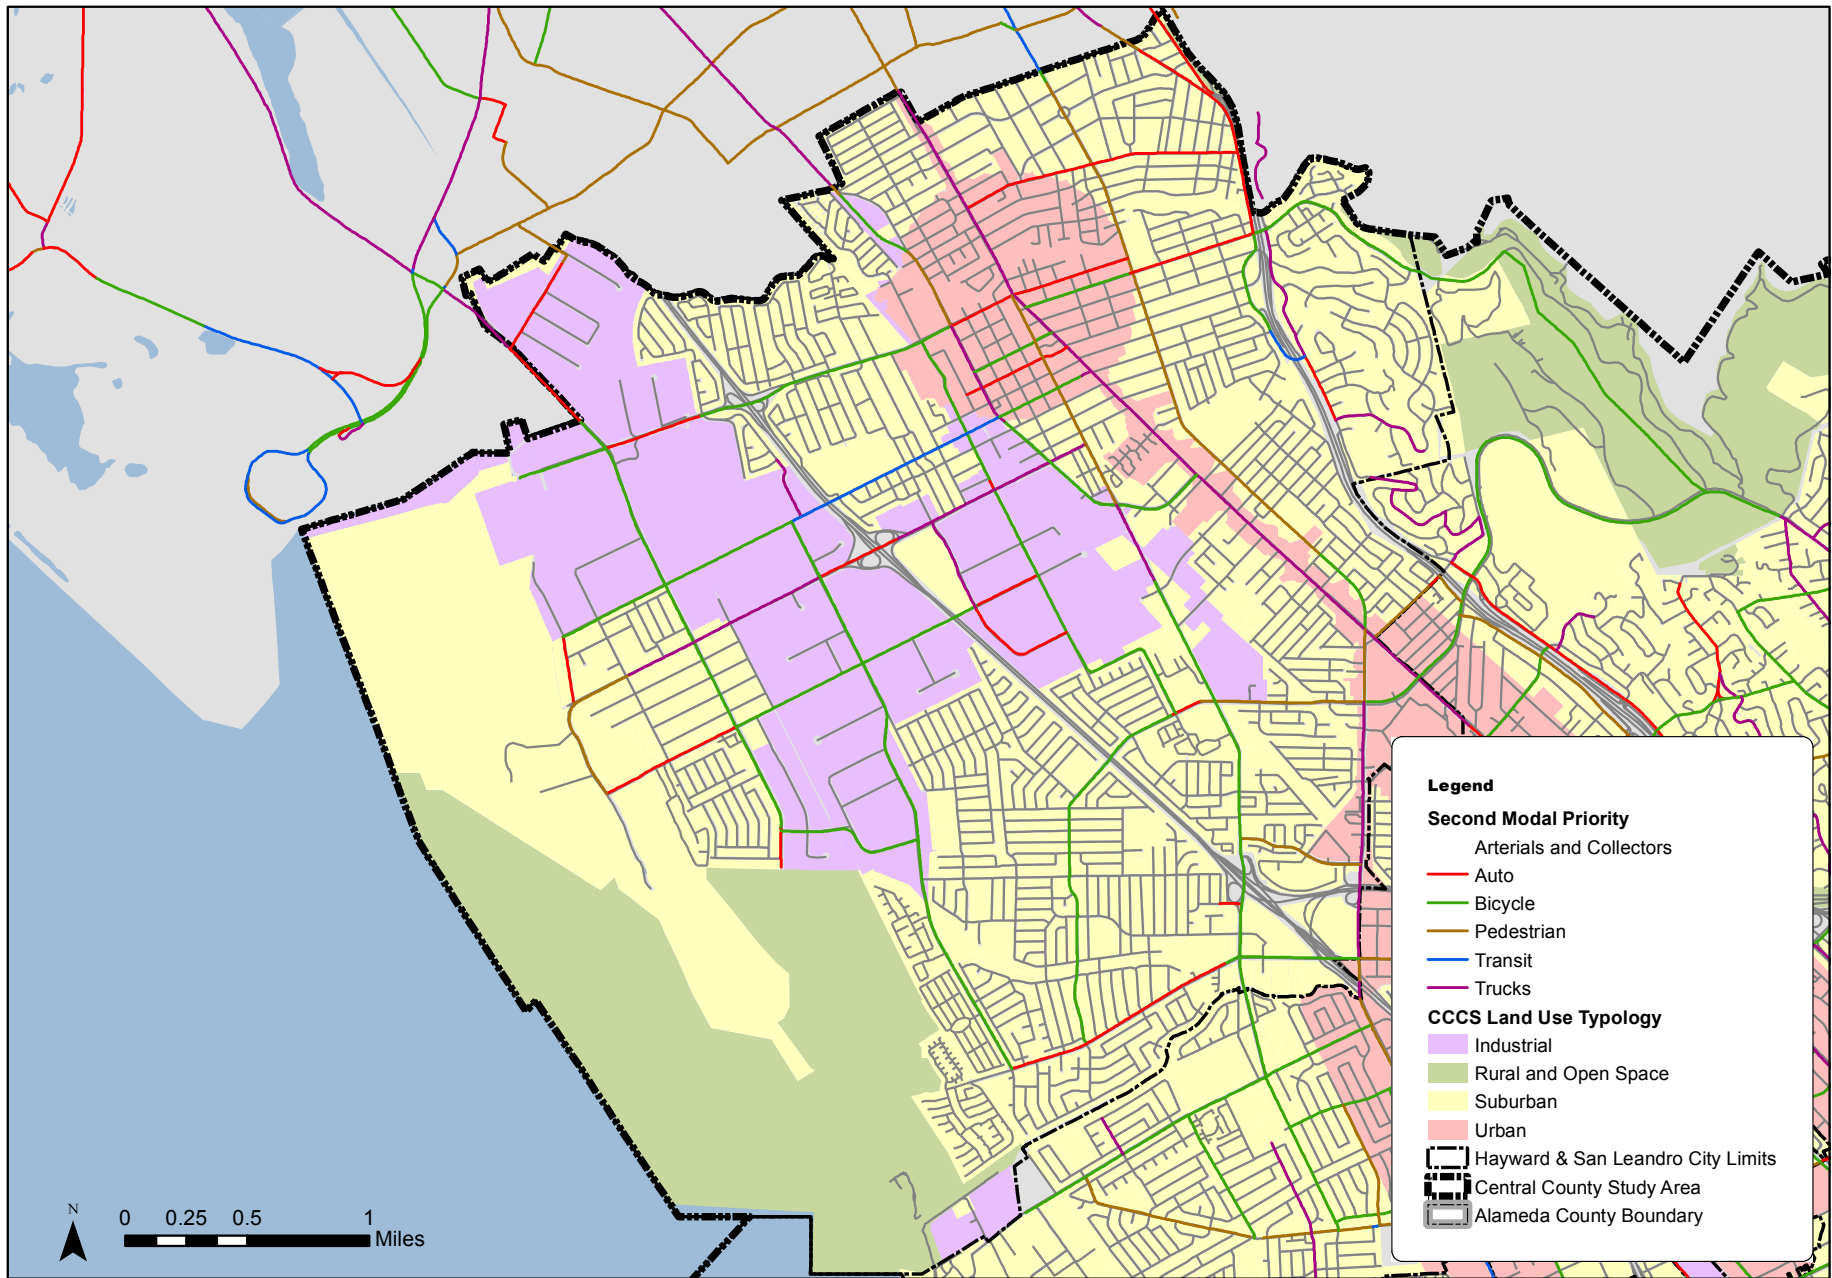 Legend
Second Modal Priority
Arterials and Collectors
Auto
Bicycle
Pedestrian
Transit
Trucks
CCCS Land Use Typology
Industrial
Rural and Open Space
Suburban
Urban
Hayward & San Leandro City Limits
Central County Study Area
Alameda County Boundary
N
0 0.25 0.5 1
Miles